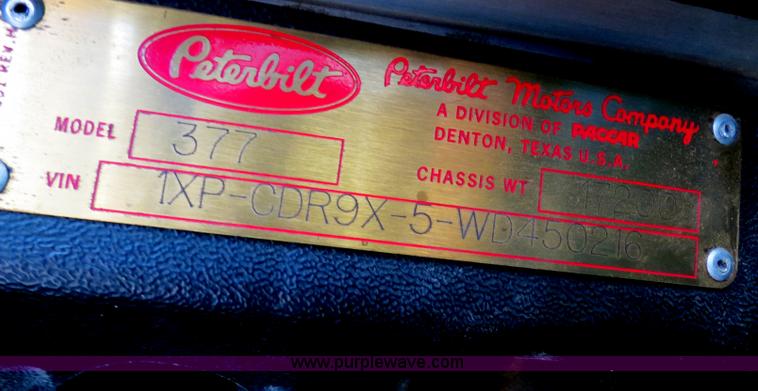 REV.H
Peterbilt
Peterbilt Motors Company
A DIVISION OF PACCAR
DENTON, TEXAS U.S.A.
MODEL 377
CHASSIS WT
VIN 1XP-CDR9X-5-WD450216
www.purplewave.com